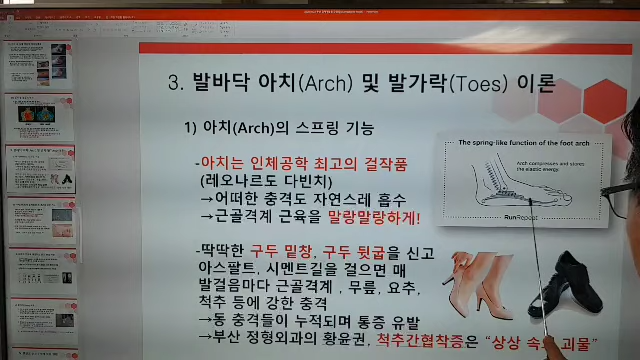 3. 발바닥 아치(Arch) 및 발가락(Toes) 이론
1) 아치(Arch)의 스프링 기능
-아치는 인체공학 최고의 걸작품
(레오나르도 다빈치)
→어떠한 충격도 자연스레 흡수
→근골격계 근육을 말랑말랑하게!
The spring-like function of the foot arch
Arch compresses and stores
the elastic energy.
RunRepeat
-딱딱한 구두 밑창, 구두 뒷굽을 신고
아스팔트, 시멘트길을 걸으면 매
발걸음마다 근골격계, 무릎, 요추,
척추 등에 강한 충격
→동 충격들이 누적되며 통증 유발
→부산 정형외과의 황윤권, 척추간협착증은 "상상 속의 괴물"